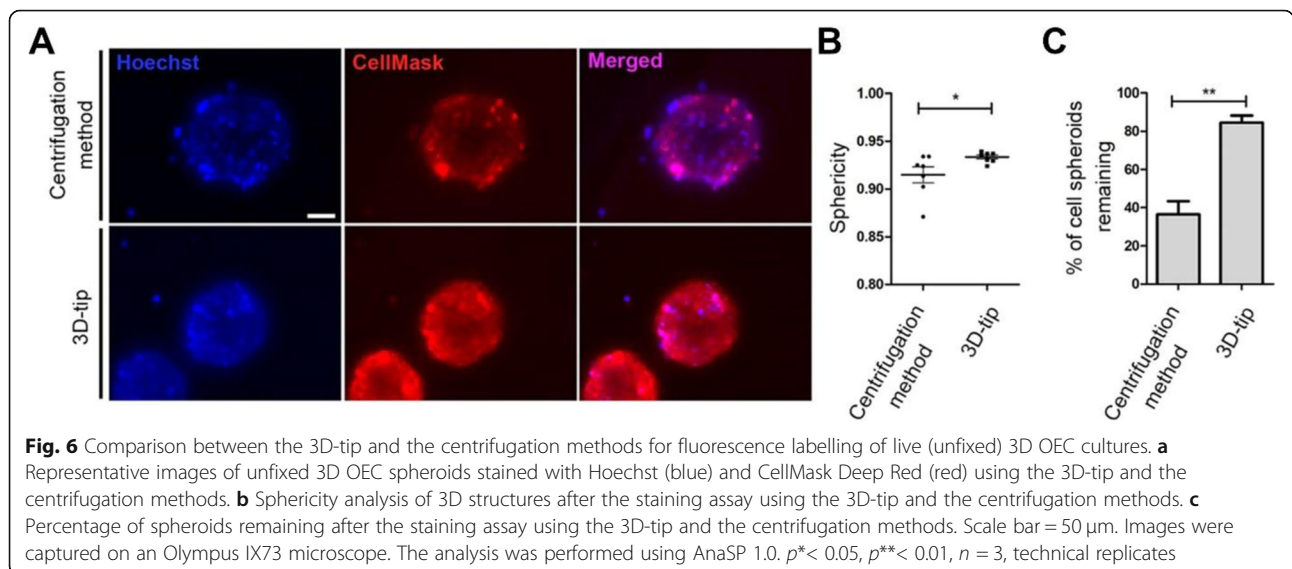 A
B
C
Hoechst
CellMask
Merged
Centrifugation
method
3D-tip
Sphericity
1.00
0.95
0.90
0.85
0.80
*
Centrifugation
method
3D-tip
% of cell spheroids
remaining
100
80
60
40
20
0
**
Centrifugation
method
3D-tip
Fig. 6 Comparison between the 3D-tip and the centrifugation methods for fluorescence labelling of live (unfixed) 3D OEC cultures. a
Representative images of unfixed 3D OEC spheroids stained with Hoechst (blue) and CellMask Deep Red (red) using the 3D-tip and the
centrifugation methods. b Sphericity analysis of 3D structures after the staining assay using the 3D-tip and the centrifugation methods. c
Percentage of spheroids remaining after the staining assay using the 3D-tip and the centrifugation methods. Scale bar = 50 μm. Images were
captured on an Olympus IX73 microscope. The analysis was performed using AnaSP 1.0. p*< 0.05, p**< 0.01, n = 3, technical replicates